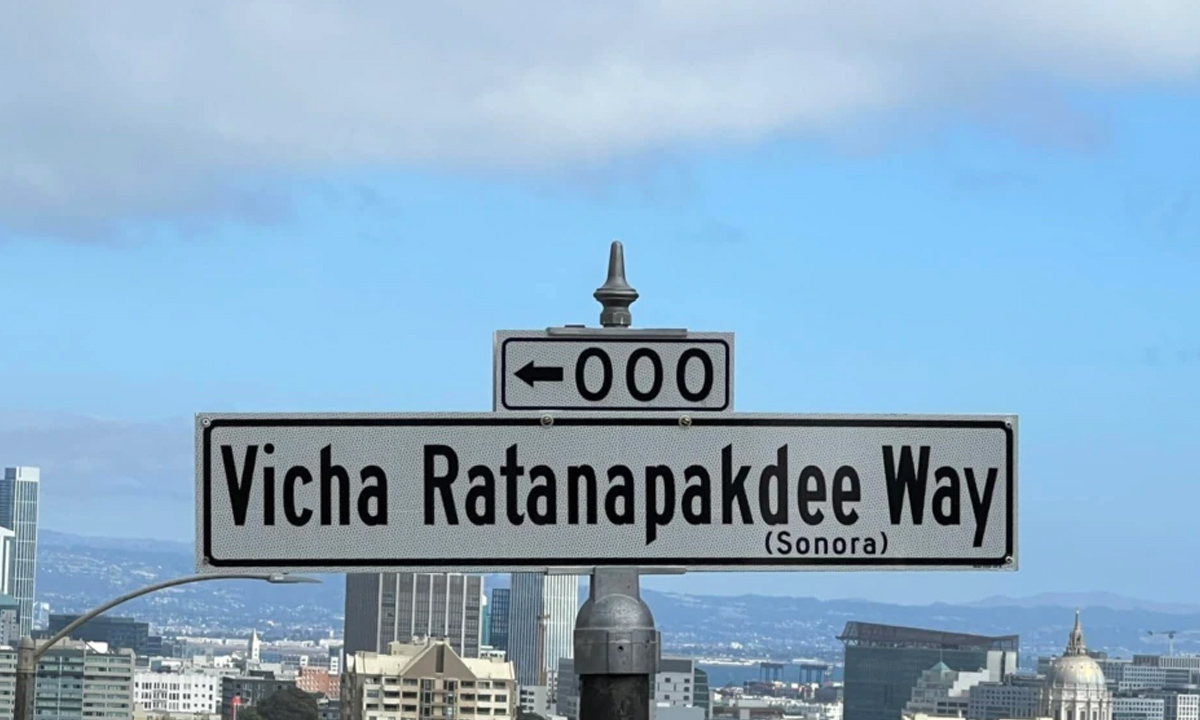 ←000
Vicha Ratanapakdee Way
(Sonora)